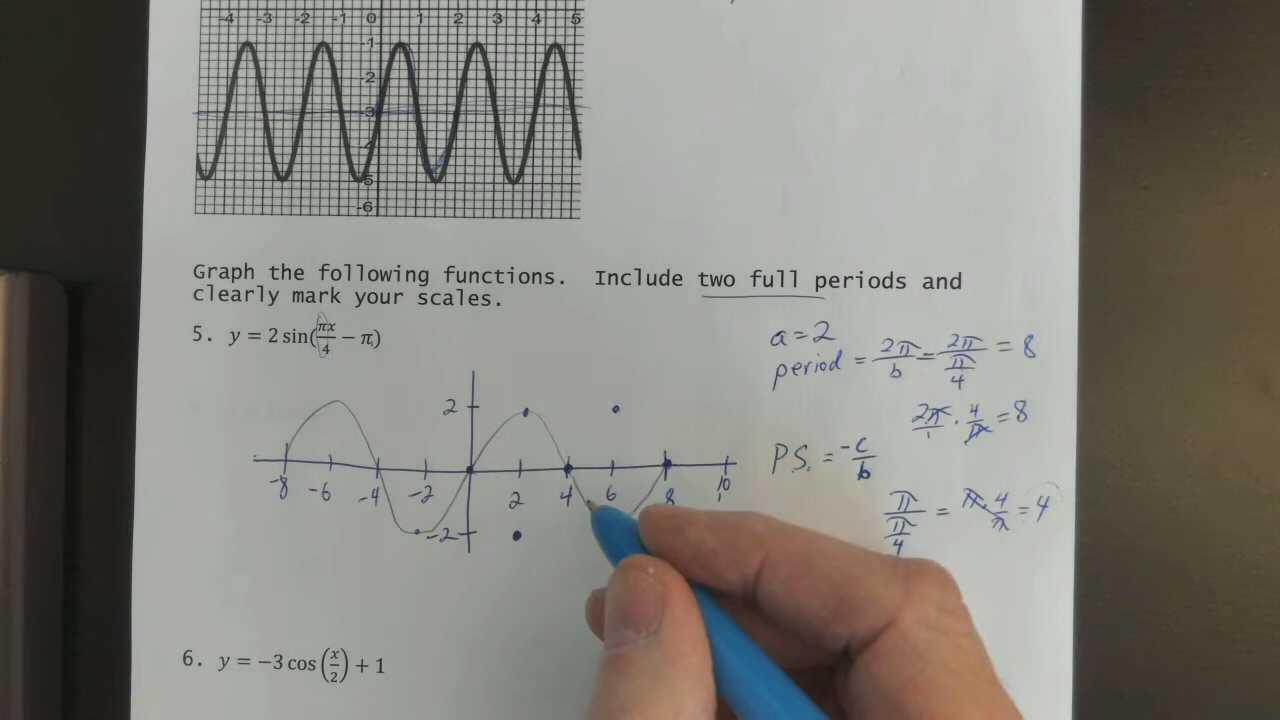 -4 -3 -2 -1 0 1 2 3 4 5
-1
-2
-3
-5
-6
Graph the following functions. Include two full periods and
clearly mark your scales.
5. y = 2 sin(πx/4 − π)
a = 2
period = 2π/b = 2π/(π/4) = 8
2π/1 · 4/π = 8
P.S. = -c/b
π/(π/4) = π · 4/π = 4
2
-8 -6 -4 -2 2 4 6 8 10
-2
6. y = −3 cos(x/2) + 1